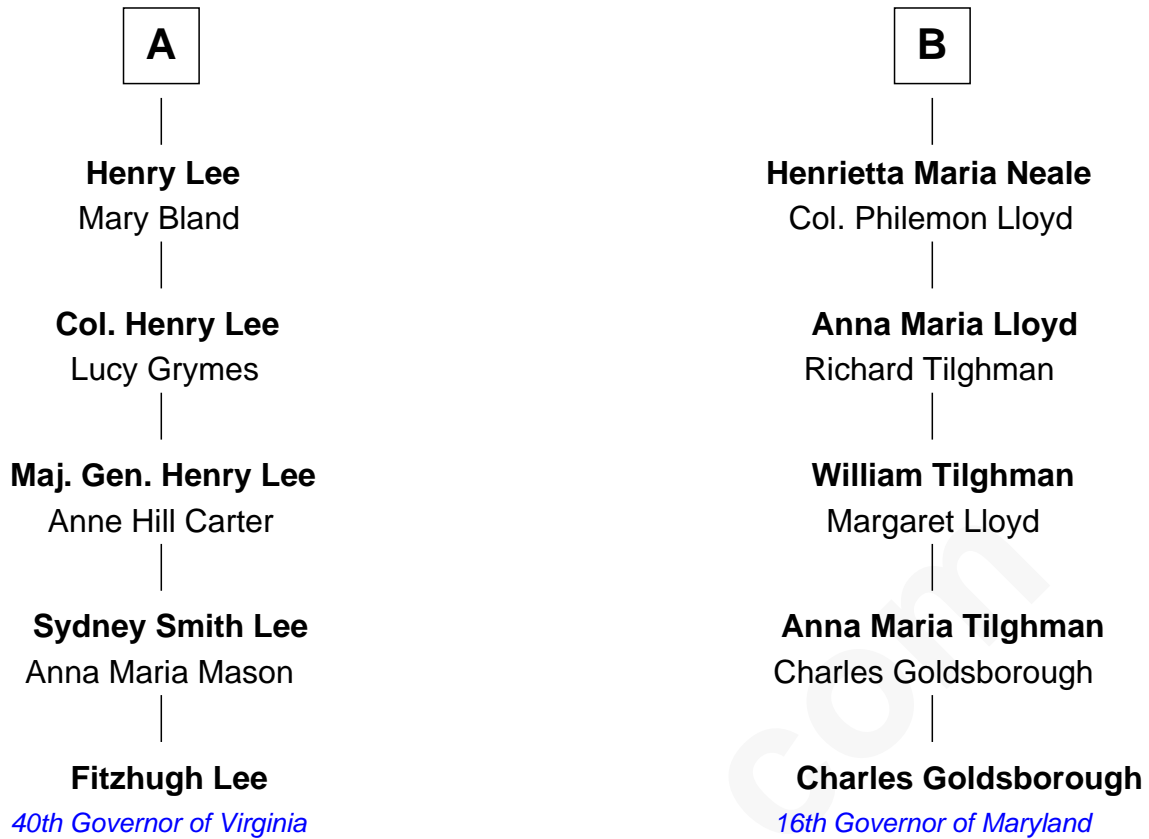 A
Henry Lee
Mary Bland
Col. Henry Lee
Lucy Grymes
Maj. Gen. Henry Lee
Anne Hill Carter
Sydney Smith Lee
Anna Maria Mason
Fitzhugh Lee
40th Governor of Virginia
B
Henrietta Maria Neale
Col. Philemon Lloyd
Anna Maria Lloyd
Richard Tilghman
William Tilghman
Margaret Lloyd
Anna Maria Tilghman
Charles Goldsborough
Charles Goldsborough
16th Governor of Maryland
com